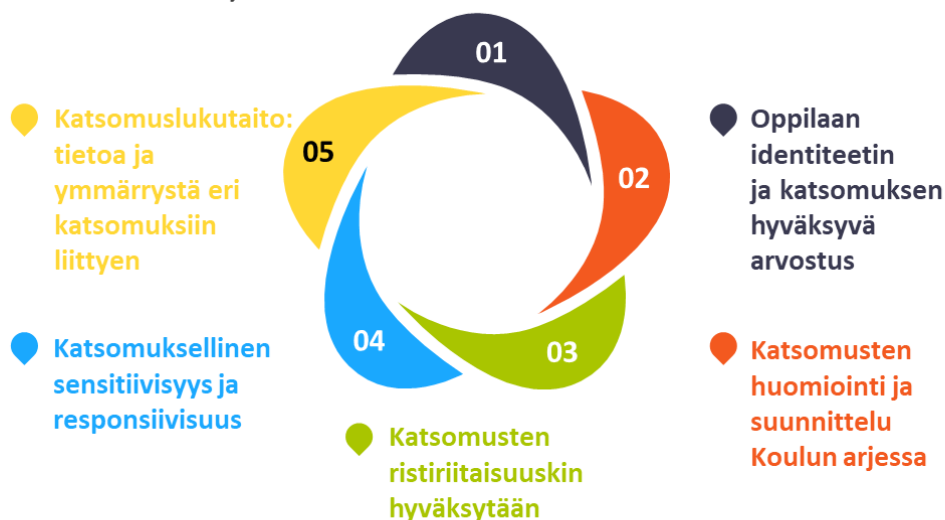 01
02
03
04
05
Oppilaan
identiteetin
ja katsomuksen
hyväksyvä
arvostus
Katsomusten
huomiointi ja
suunnittelu
Koulun arjessa
Katsomusten
ristiriitaisuuskin
hyväksytään
Katsomuksellinen
sensitiivisyys ja
responsiivisuus
Katsomuslukutaito:
tietoa ja
ymmärrystä eri
katsomuksiin
liittyen